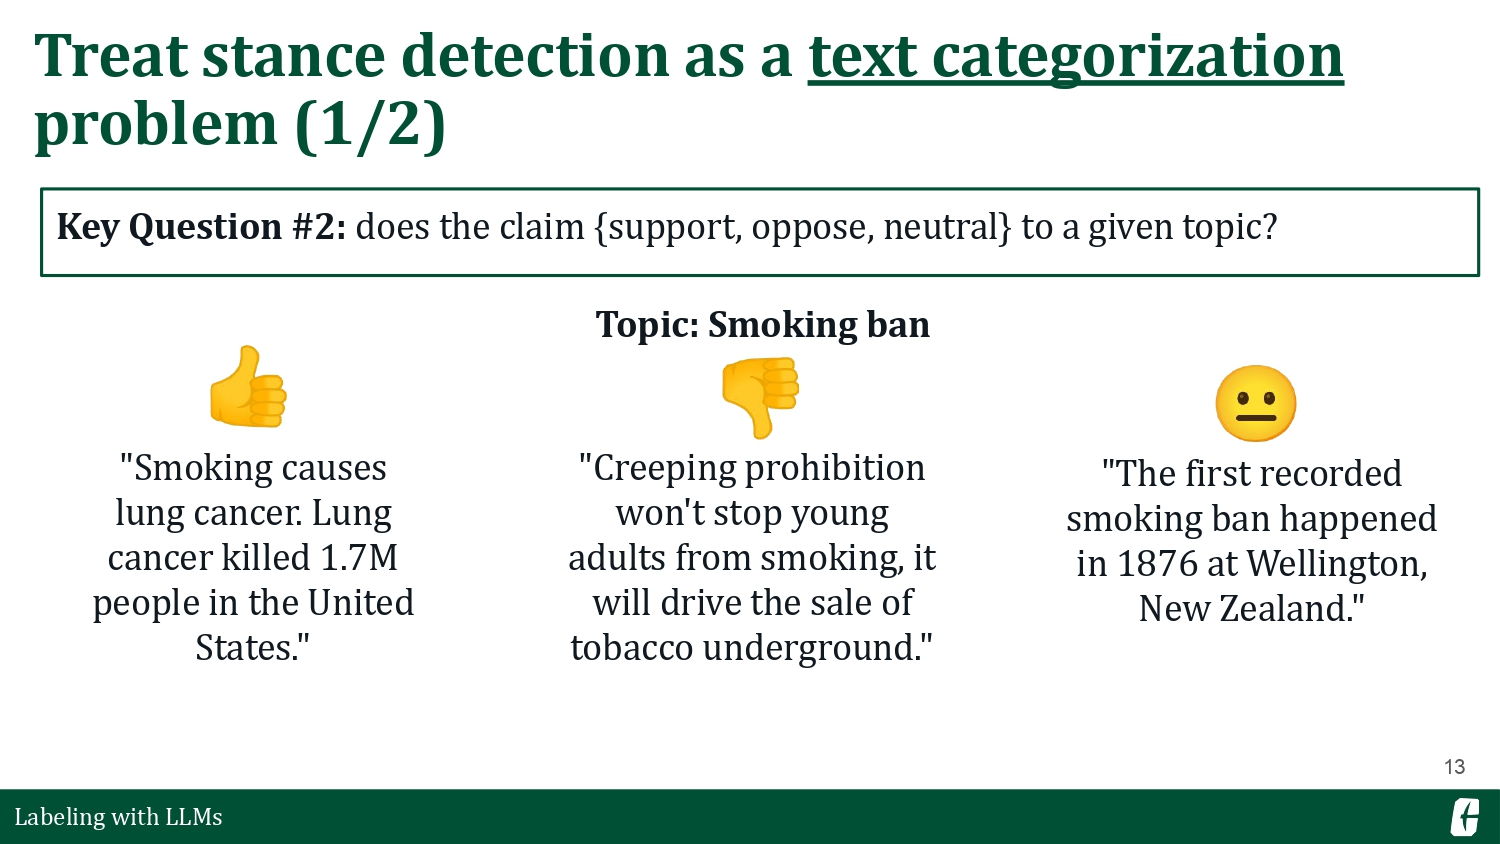 Treat stance detection as a text categorization
problem (1/2)
Key Question #2: does the claim {support, oppose, neutral} to a given topic?
Topic: Smoking ban
"Smoking causes
lung cancer. Lung
cancer killed 1.7M
people in the United
States."
"Creeping prohibition
won't stop young
adults from smoking, it
will drive the sale of
tobacco underground."
"The first recorded
smoking ban happened
in 1876 at Wellington,
New Zealand."
13
Labeling with LLMs